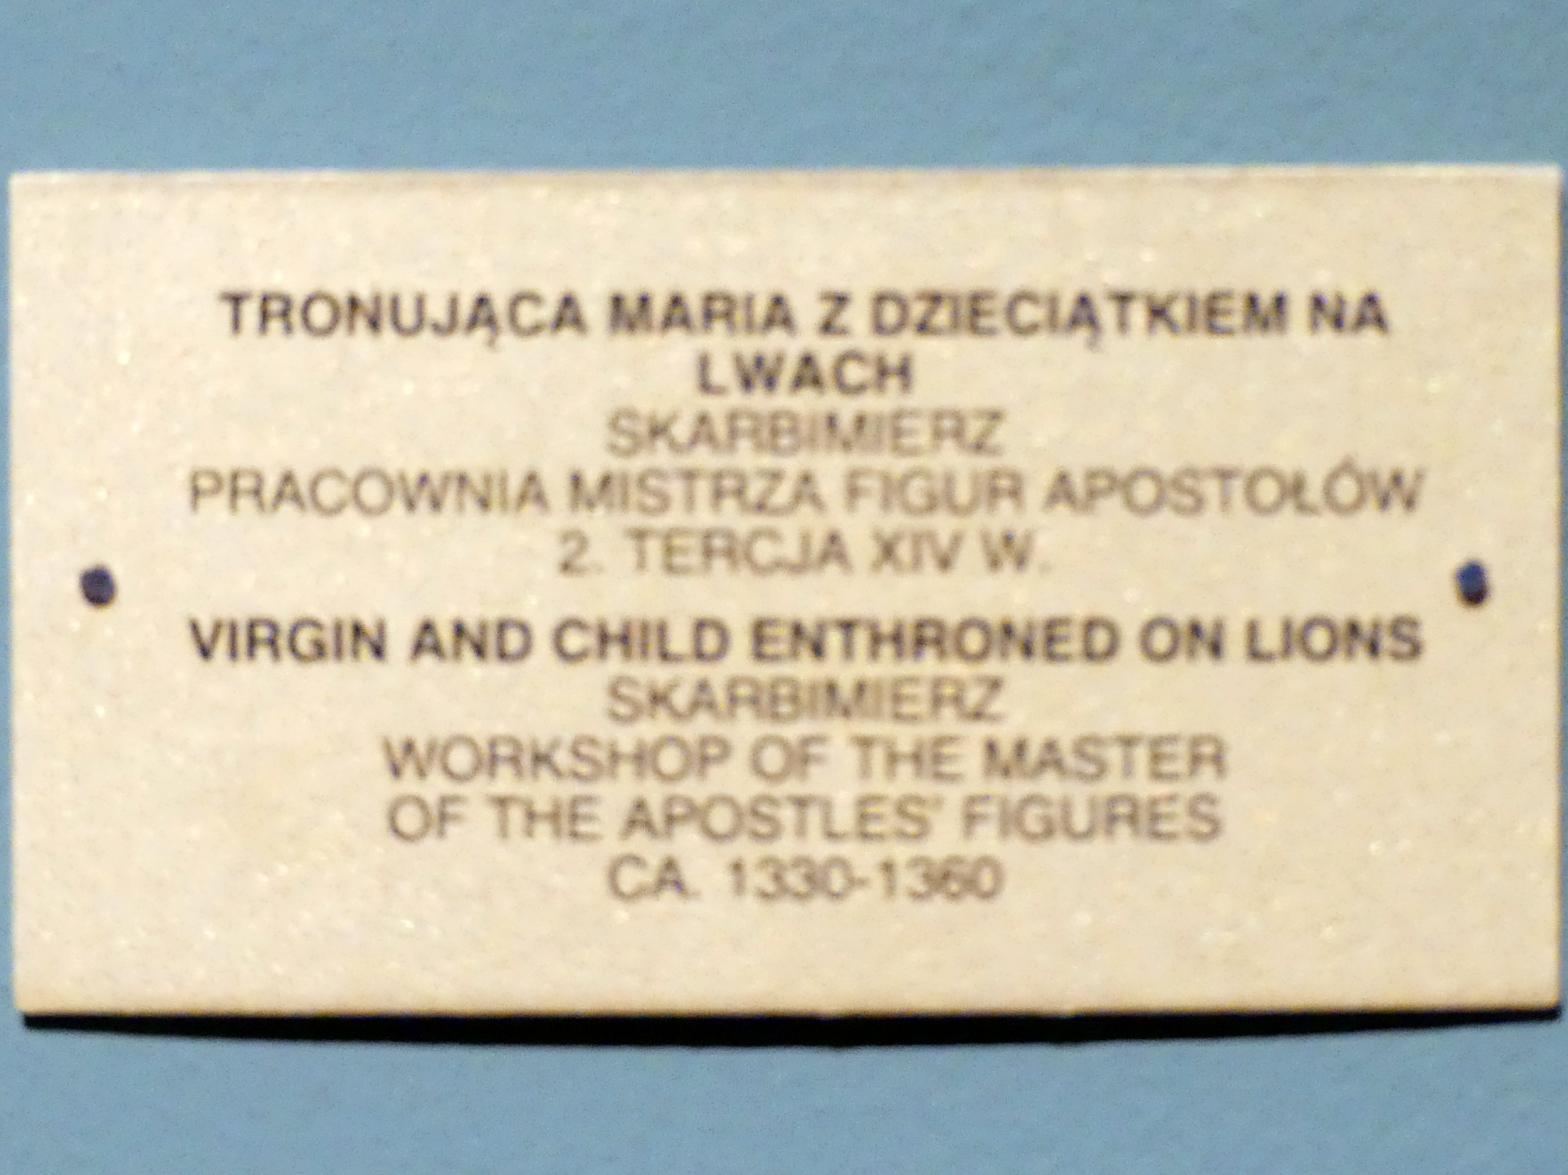 TRONUJĄCA MARIA Z DZIECIĄTKIEM NA
LWACH
SKARBIMIERZ
PRACOWNIA MISTRZA FIGUR APOSTOŁÓW
2. TERCJA XIV W.
VIRGIN AND CHILD ENTHRONED ON LIONS
SKARBIMIERZ
WORKSHOP OF THE MASTER
OF THE APOSTLES' FIGURES
CA. 1330-1360